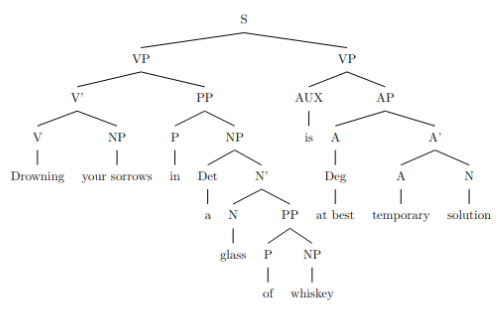 S
VP VP
V' PP AUX AP
V NP P NP is A A'
Drowning your sorrows in Det N' Deg A N
a N PP at best temporary solution
glass P NP
of whiskey